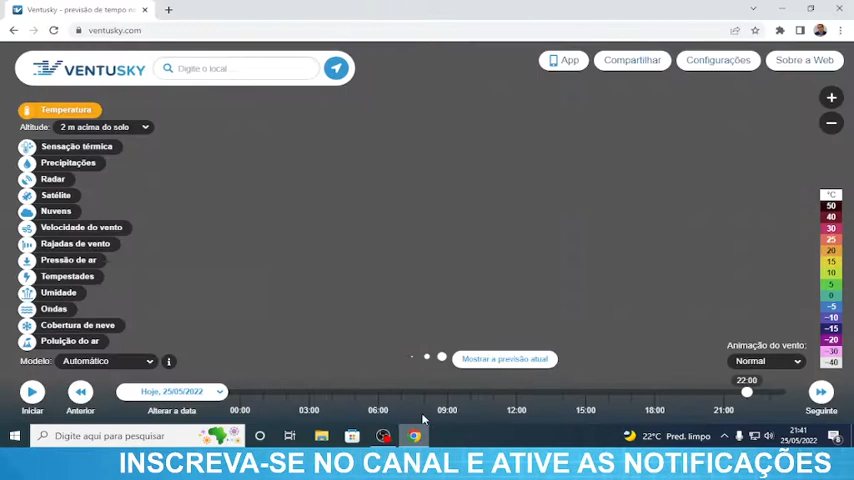 Ventusky - previsão de tempo no
ventusky.com
VENTUSKY
Digite o local ...
App
Compartilhar
Configurações
Sobre a Web
Temperatura
Altitude: 2 m acima do solo
Sensação térmica
Precipitações
Radar
Satélite
Nuvens
Velocidade do vento
Rajadas de vento
Pressão de ar
Tempestades
Umidade
Ondas
Cobertura de neve
Poluição do ar
Modelo: Automático
i
°C
50
40
30
25
20
15
10
5
0
-5
-10
-15
-20
-30
-40
Mostrar a previsão atual
Animação do vento:
Normal
Iniciar
Anterior
Hoje, 25/05/2022
Alterar a data
22:00
00:00 03:00 06:00 09:00 12:00 15:00 18:00 21:00
Seguinte
Digite aqui para pesquisar
22°C Pred. limpo
21:41
25/05/2022
8
INSCREVA-SE NO CANAL E ATIVE AS NOTIFICAÇÕES